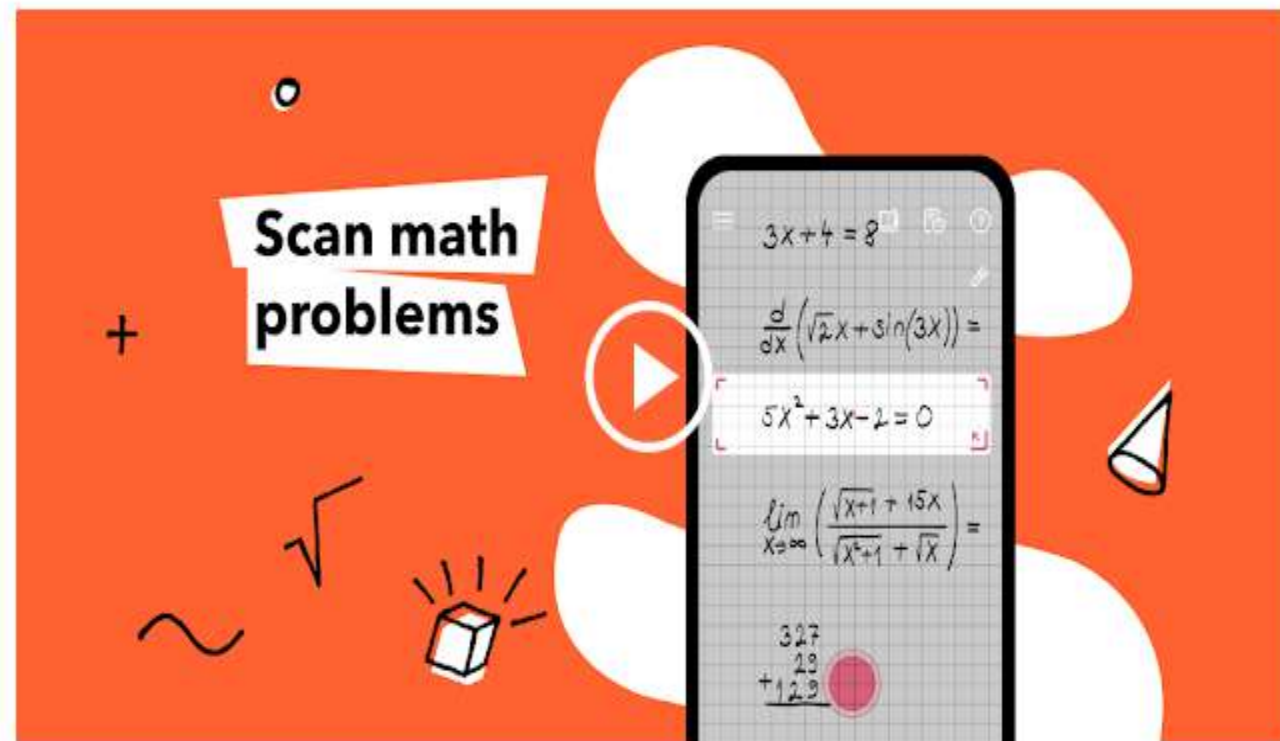 Scan math
problems
3x+4=8
d/dx(√2x+sin(3x))=
5x²+3x-2=0
lim x→∞ ((√x+1 + 15x)/(√x²+1 + √x))=
327
29
+129